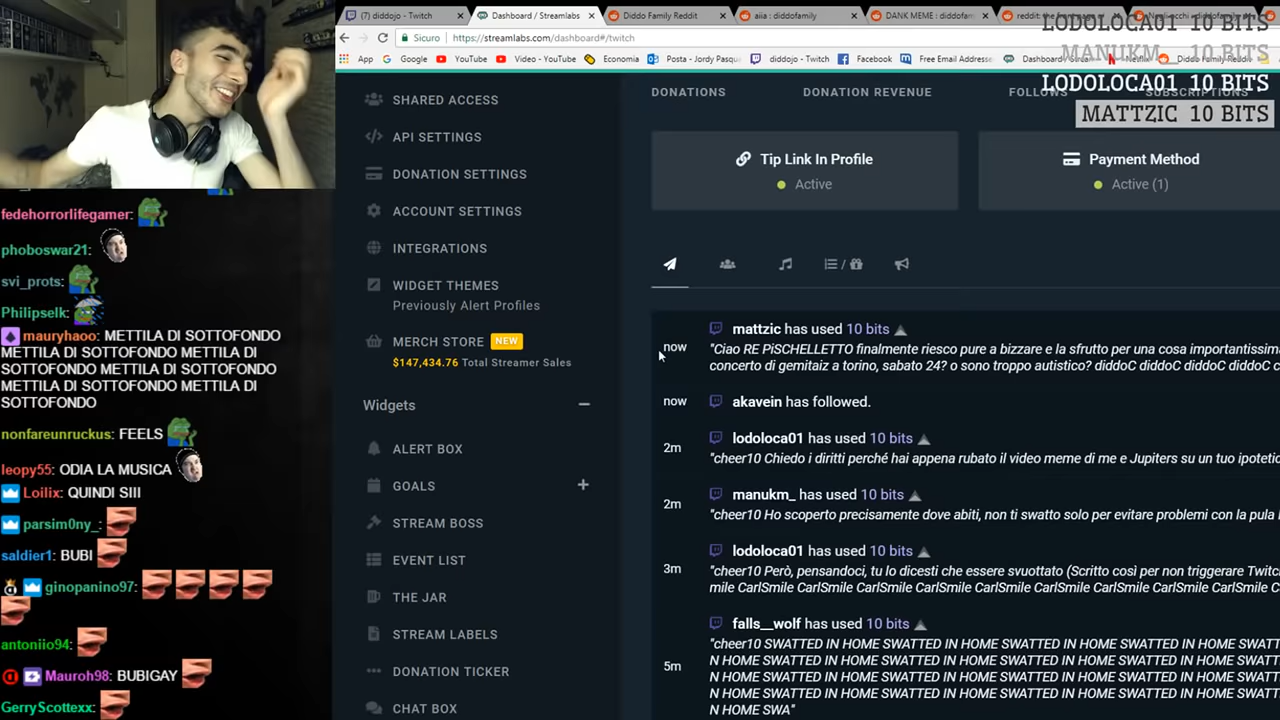 (7) diddojo - Twitch
Dashboard / Streamlabs
Diddo Family Reddit
aiia : diddofamily
DANK MEME : diddofam
reddit: the
LODOLOCA01 10 BITS
Sicuro
https://streamlabs.com/dashboard#/twitch
MANUKM_ 10 BITS
App
Google
YouTube
Video - YouTube
Economia
Posta - Jordy Pasqu
diddojo - Twitch
Facebook
Free Email Addresse
LODOLOCA01 10 BITS
MATTZIC 10 BITS
DONATIONS
DONATION REVENUE
FOLLOWS
SUBSCRIPTIONS
Tip Link In Profile
Active
Payment Method
Active (1)
SHARED ACCESS
API SETTINGS
DONATION SETTINGS
ACCOUNT SETTINGS
INTEGRATIONS
WIDGET THEMES
Previously Alert Profiles
MERCH STORE NEW
$147,434.76 Total Streamer Sales
Widgets
ALERT BOX
GOALS
STREAM BOSS
EVENT LIST
THE JAR
STREAM LABELS
DONATION TICKER
CHAT BOX
now
mattzic has used 10 bits
"Ciao RE PiSCHELLETTO finalmente riesco pure a bizzare e la sfrutto per una cosa importantissim
concerto di gemitaiz a torino, sabato 24? o sono troppo autistico? diddoC diddoC diddoC diddoC c
now
akavein has followed.
2m
lodoloca01 has used 10 bits
"cheer10 Chiedo i diritti perché hai appena rubato il video meme di me e Jupiters su un tuo ipotetic
2m
manukm_ has used 10 bits
"cheer10 Ho scoperto precisamente dove abiti, non ti swatto solo per evitare problemi con la pula
3m
lodoloca01 has used 10 bits
"cheer10 Però, pensandoci, tu lo dicesti che essere svuottato (Scritto così per non triggerare Twitc
mile CarlSmile CarlSmile CarlSmile CarlSmile CarlSmile CarlSmile CarlSmile CarlSmile CarlSmile
5m
falls__wolf has used 10 bits
"cheer10 SWATTED IN HOME SWATTED IN HOME SWATTED IN HOME SWATTED IN HOME SWATT
N HOME SWATTED IN HOME SWATTED IN HOME SWATTED IN HOME SWATTED IN HOME SWATTED
N HOME SWATTED IN HOME SWATTED IN HOME SWATTED IN HOME SWATTED IN HOME SWATTED
N HOME SWATTED IN HOME SWATTED IN HOME SWATTED IN HOME SWATTED IN HOME SWATTED
N HOME SWA"
fedehorrorlifegamer:
phoboswar21:
svi_prots:
Philipselk:
mauryhaoo: METTILA DI SOTTOFONDO
METTILA DI SOTTOFONDO METTILA DI
SOTTOFONDO METTILA DI SOTTOFONDO
METTILA DI SOTTOFONDO METTILA DI
SOTTOFONDO
nonfareunruckus: FEELS
leopy55: ODIA LA MUSICA
Loilix: QUINDI SIII
parsim0ny_:
saldier1: BUBI
ginopanino97:
antoniio94:
Mauroh98: BUBIGAY
GerryScottexx: